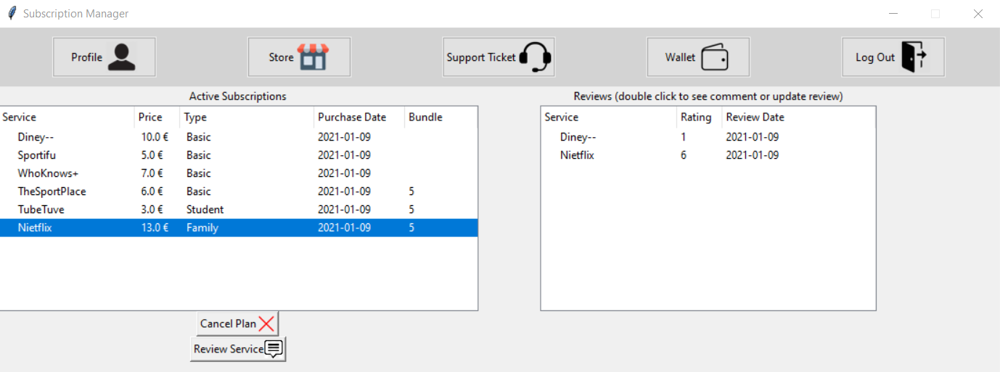 Subscription Manager
Profile Store Support Ticket Wallet Log Out
Active Subscriptions
Service Price Type Purchase Date Bundle
Diney-- 10.0 € Basic 2021-01-09
Sportifu 5.0 € Basic 2021-01-09
WhoKnows+ 7.0 € Basic 2021-01-09
TheSportPlace 6.0 € Basic 2021-01-09 5
TubeTuve 3.0 € Student 2021-01-09 5
Nietflix 13.0 € Family 2021-01-09 5
Cancel Plan
Review Service
Reviews (double click to see comment or update review)
Service Rating Review Date
Diney-- 1 2021-01-09
Nietflix 6 2021-01-09